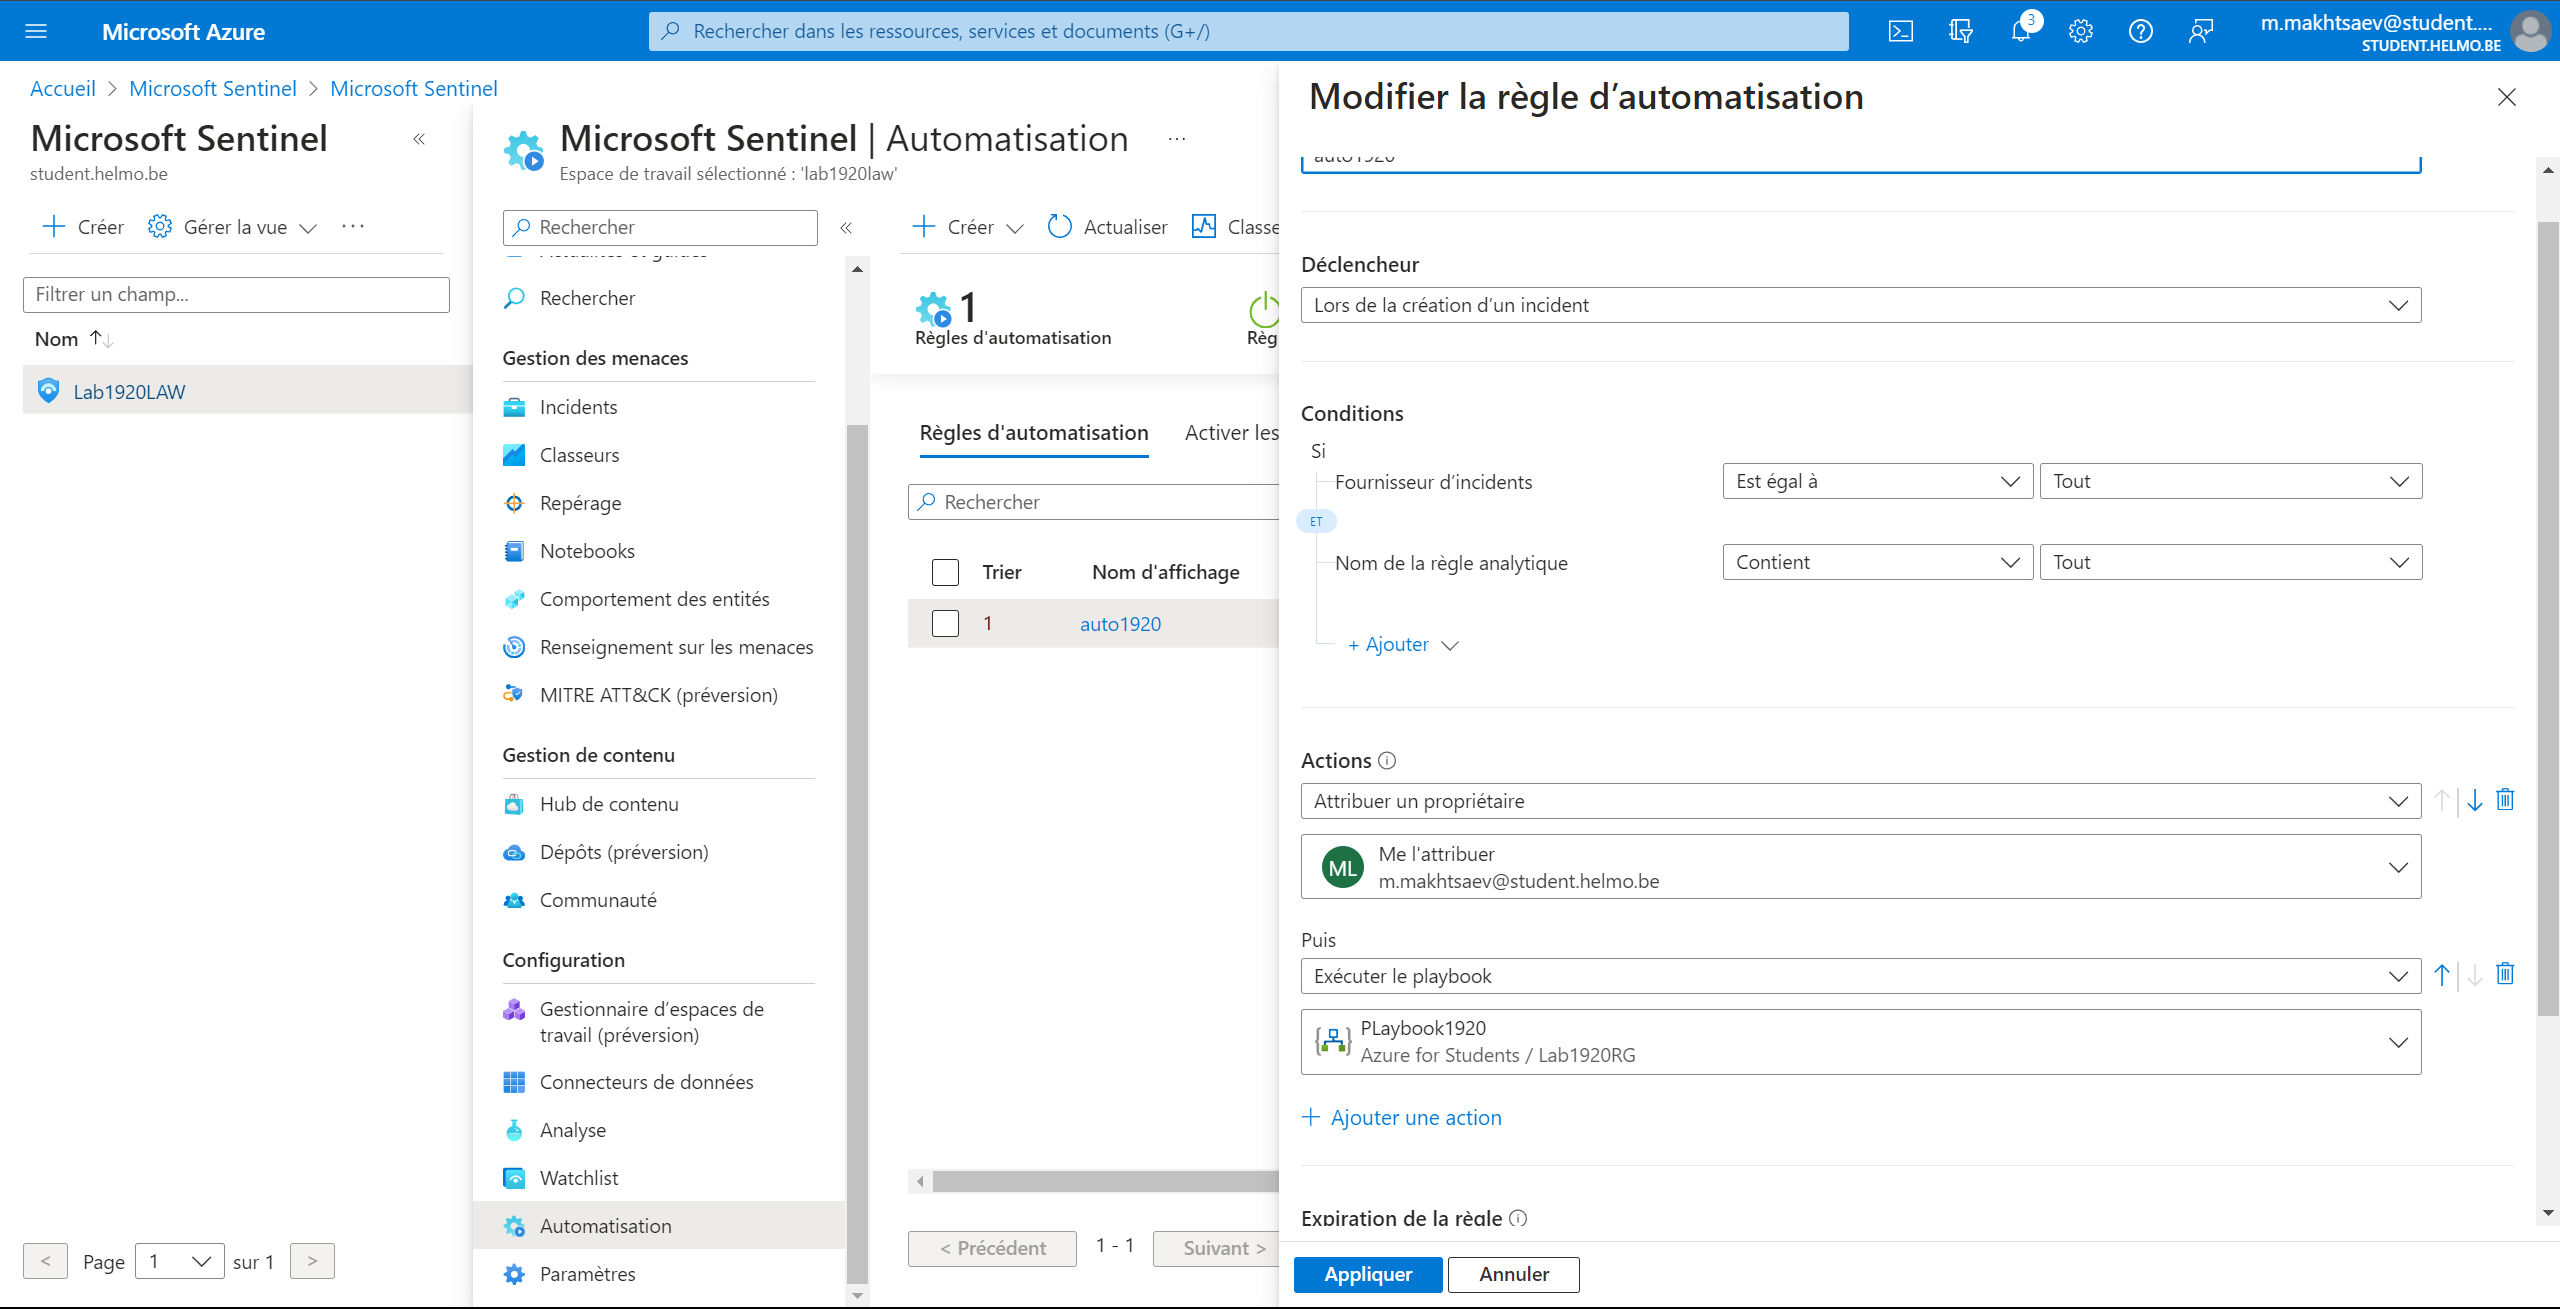 Microsoft Azure
Rechercher dans les ressources, services et documents (G+/)
3
m.makhtsaev@student....
STUDENT.HELMO.BE
Accueil > Microsoft Sentinel > Microsoft Sentinel
Microsoft Sentinel
student.helmo.be
+ Créer
Gérer la vue
...
Filtrer un champ...
Nom
Lab1920LAW
< Page 1 sur 1 >
Microsoft Sentinel | Automatisation
...
Espace de travail sélectionné : 'lab1920law'
Rechercher
Actualités et guides
Rechercher
Gestion des menaces
Incidents
Classeurs
Repérage
Notebooks
Comportement des entités
Renseignement sur les menaces
MITRE ATT&CK (préversion)
Gestion de contenu
Hub de contenu
Dépôts (préversion)
Communauté
Configuration
Gestionnaire d’espaces de
travail (préversion)
Connecteurs de données
Analyse
Watchlist
Automatisation
Paramètres
+ Créer
Actualiser
Classe
1
Règles d'automatisation
Règ
Règles d'automatisation
Activer les
Rechercher
Trier
Nom d'affichage
1
auto1920
< Précédent
1 - 1
Suivant >
Modifier la règle d’automatisation
auto1920
Déclencheur
Lors de la création d’un incident
Conditions
Si
Fournisseur d’incidents
Est égal à
Tout
ET
Nom de la règle analytique
Contient
Tout
+ Ajouter
Actions
Attribuer un propriétaire
ML
Me l'attribuer
m.makhtsaev@student.helmo.be
Puis
Exécuter le playbook
PLaybook1920
Azure for Students / Lab1920RG
+ Ajouter une action
Expiration de la règle
Appliquer
Annuler